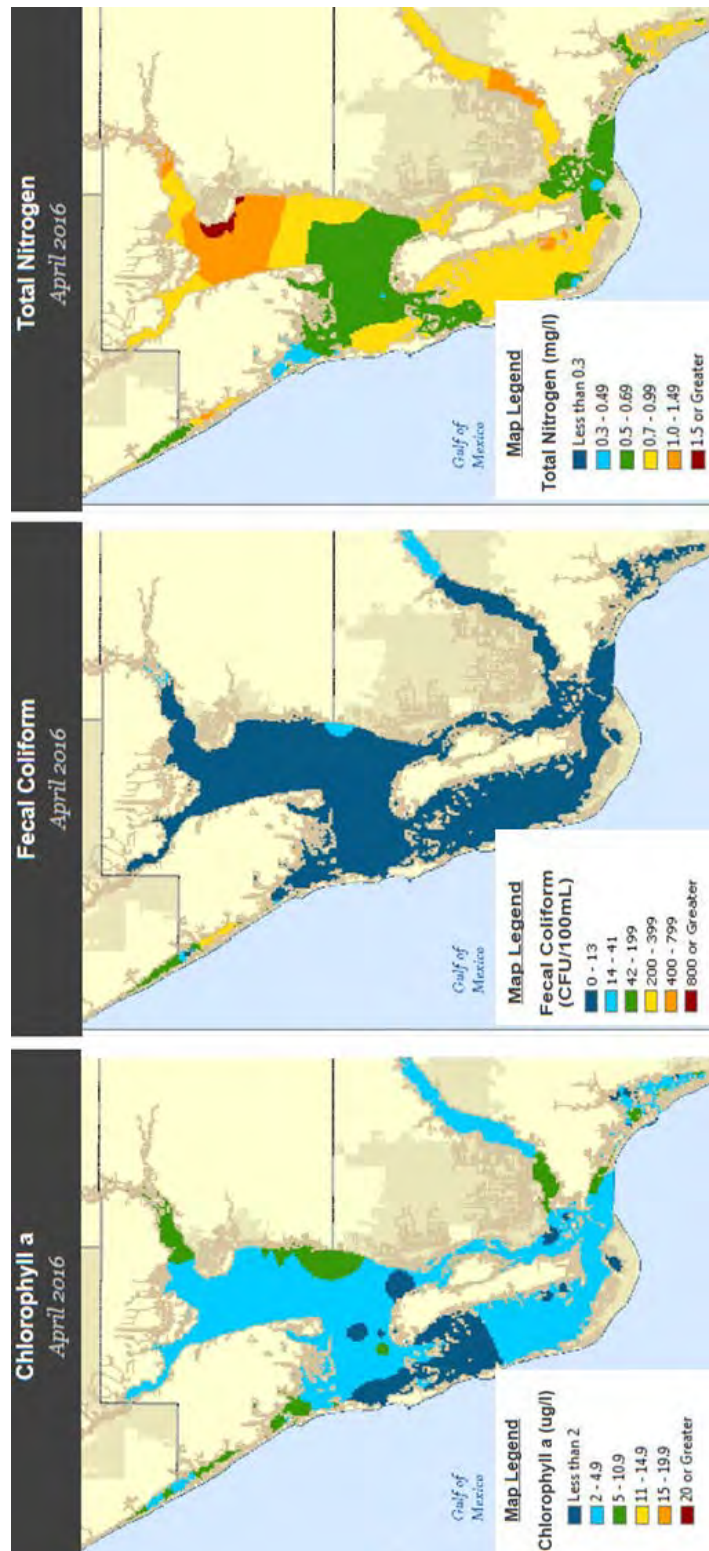 Chlorophyll a
April 2016
Gulf of
Mexico
Map Legend
Chlorophyll a (ug/l)
Less than 2
2 - 4.9
5 - 10.9
11 - 14.9
15 - 19.9
20 or Greater
Fecal Coliform
April 2016
Gulf of
Mexico
Map Legend
Fecal Coliform
(CFU/100mL)
0 - 13
14 - 41
42 - 199
200 - 399
400 - 799
800 or Greater
Total Nitrogen
April 2016
Gulf of
Mexico
Map Legend
Total Nitrogen (mg/l)
Less than 0.3
0.3 - 0.49
0.5 - 0.69
0.7 - 0.99
1.0 - 1.49
1.5 or Greater